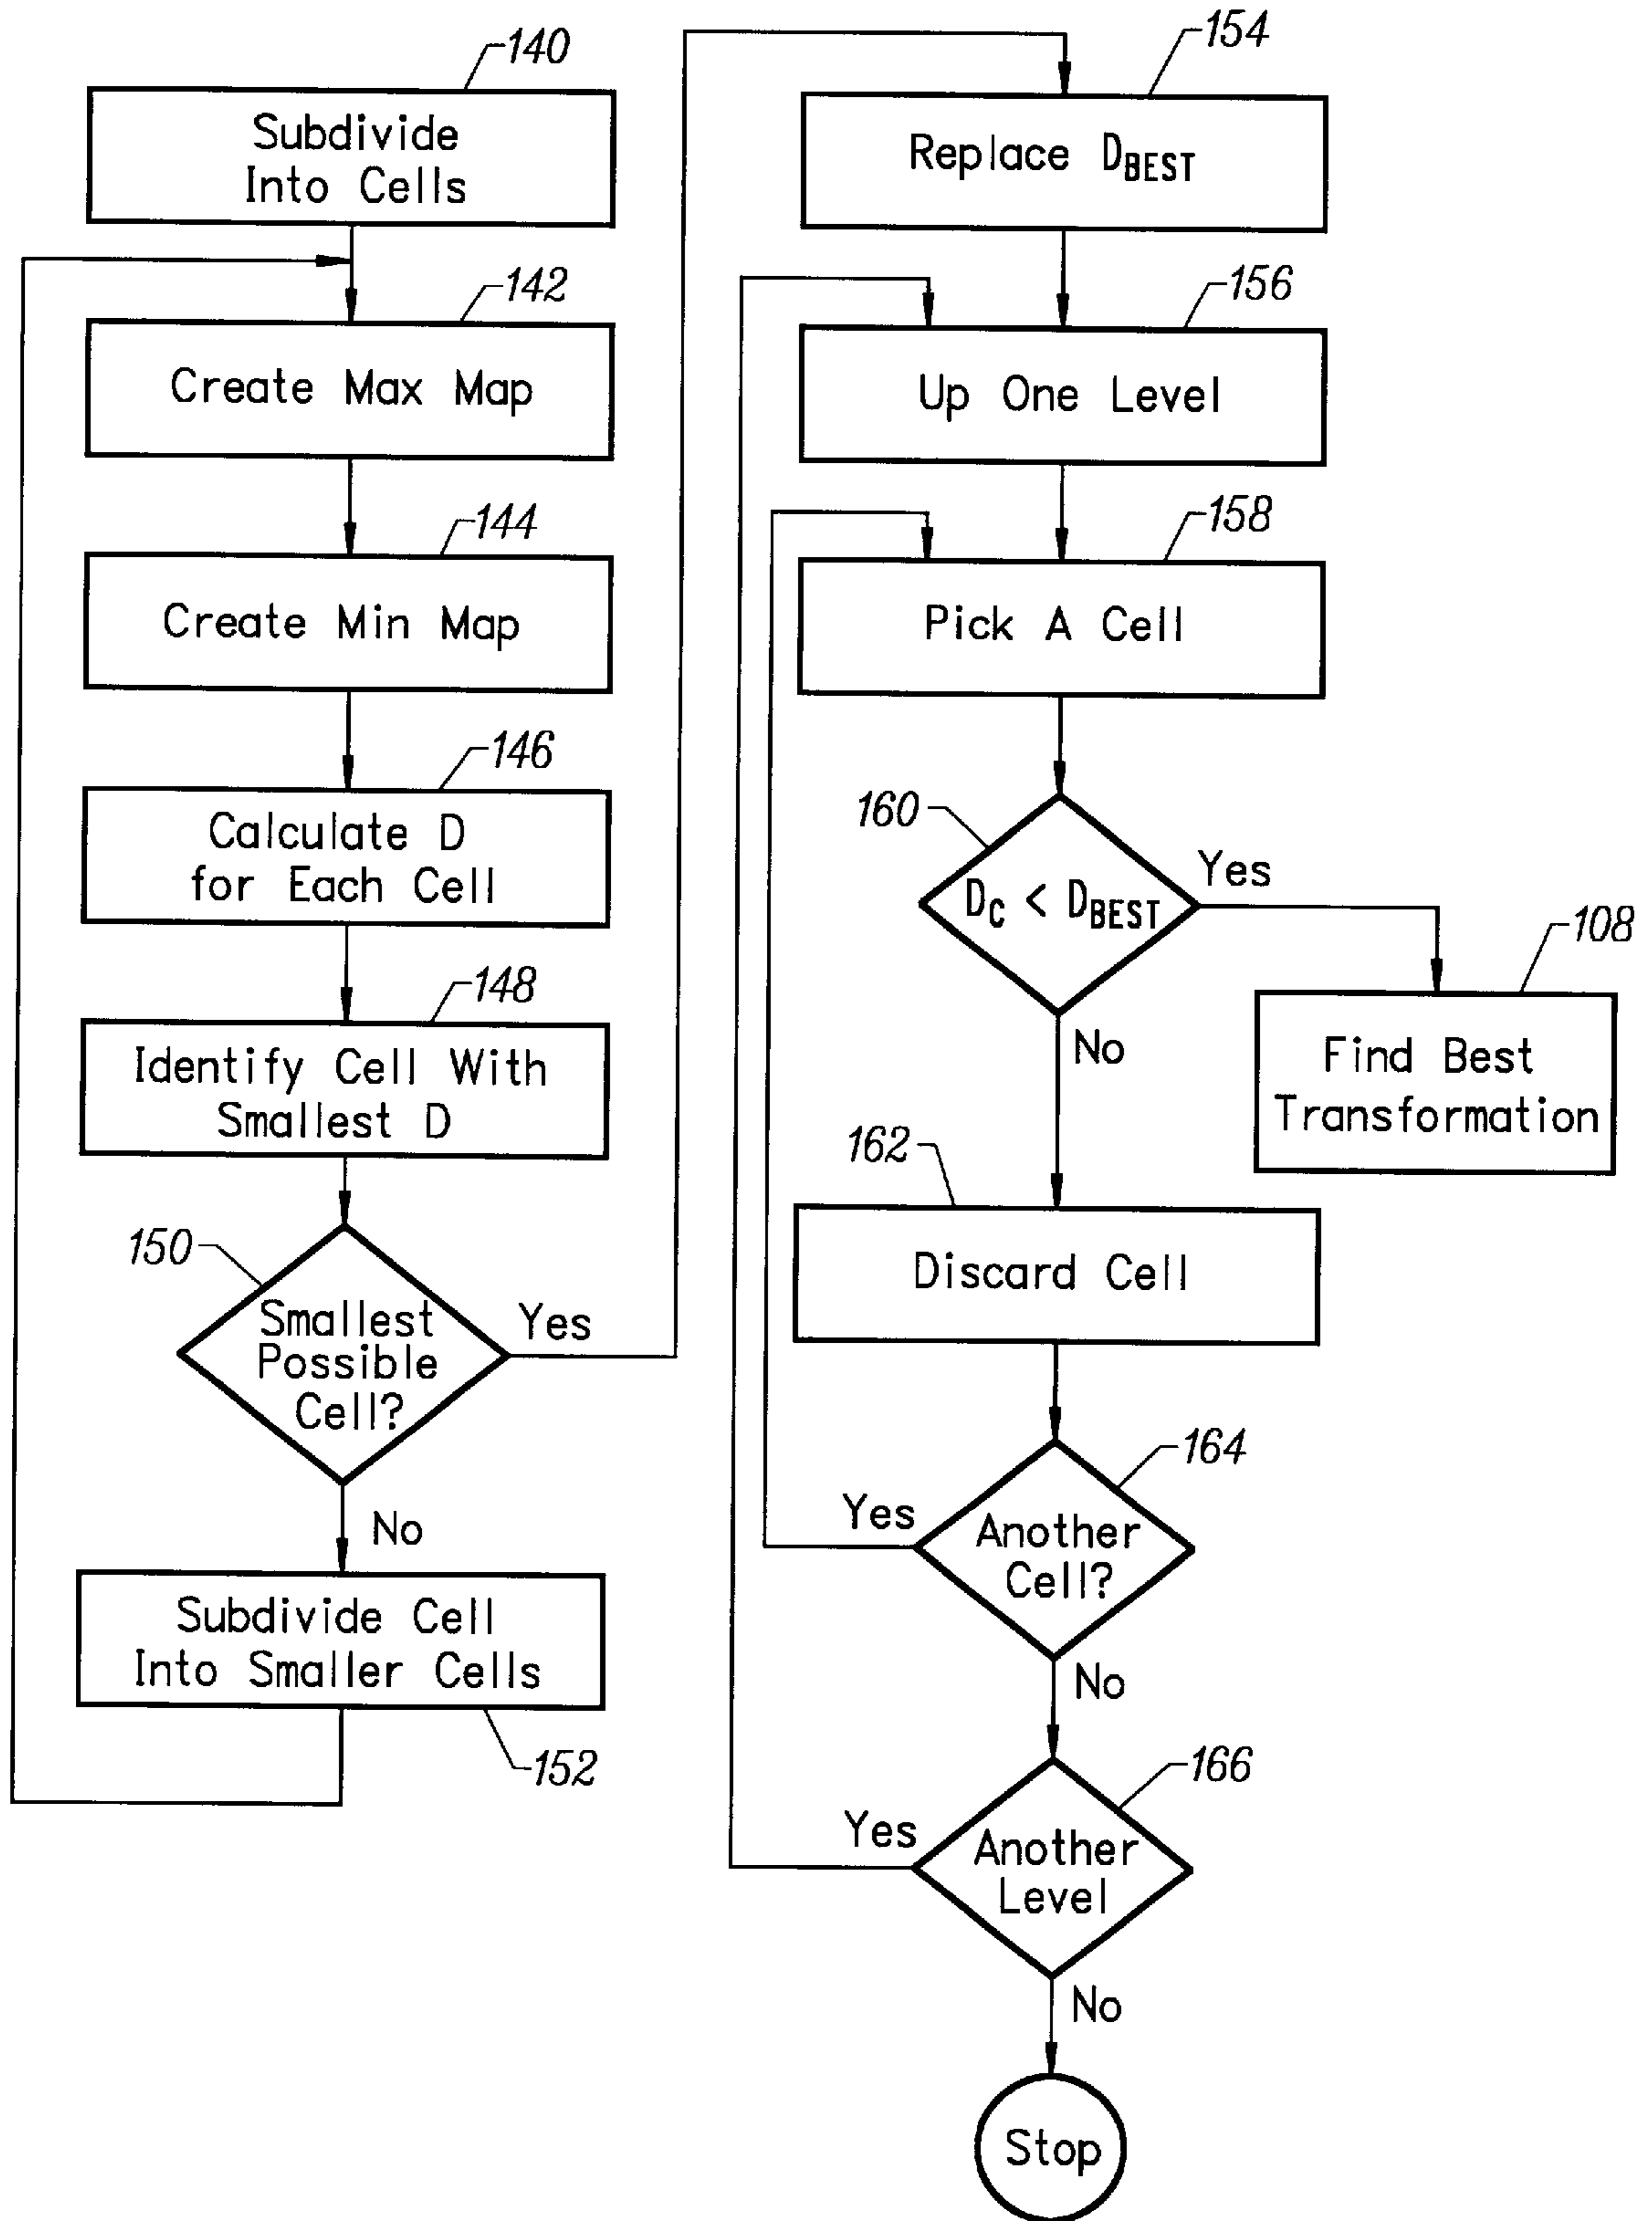 140
Subdivide
Into Cells
142
Create Max Map
144
Create Min Map
146
Calculate D
for Each Cell
148
Identify Cell With
Smallest D
150
Smallest
Possible
Cell?
Yes
No
Subdivide Cell
Into Smaller Cells
152
154
Replace D_BEST
156
Up One Level
158
Pick A Cell
160
D_C < D_BEST
Yes
No
108
Find Best
Transformation
162
Discard Cell
164
Another
Cell?
Yes
No
166
Another
Level
Yes
No
Stop